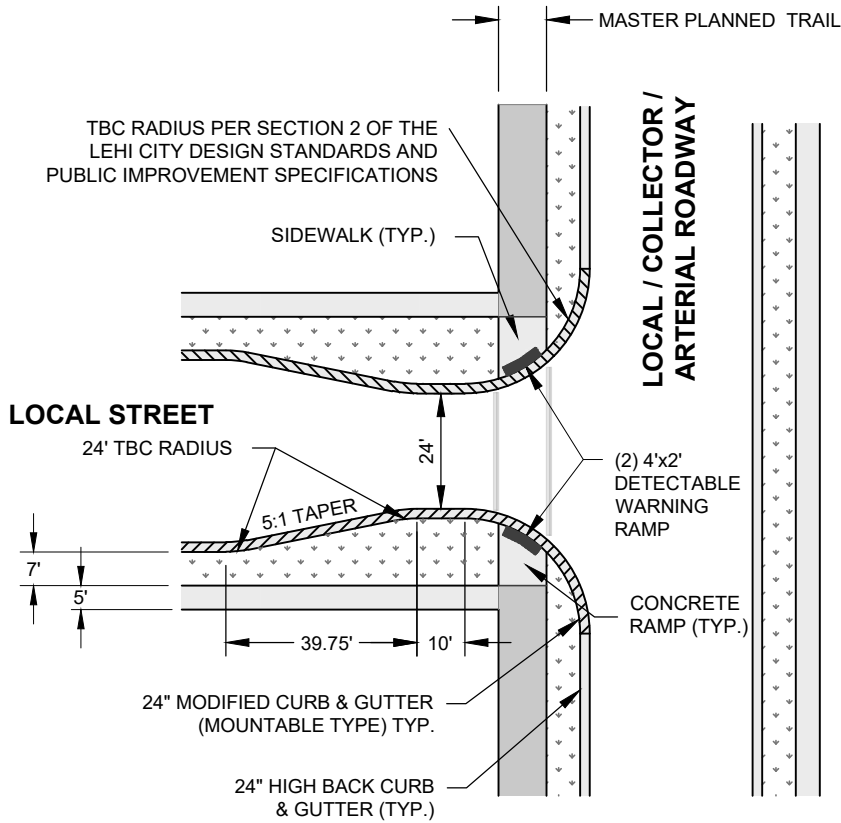 MASTER PLANNED TRAIL
LOCAL / COLLECTOR /
ARTERIAL ROADWAY
TBC RADIUS PER SECTION 2 OF THE
LEHI CITY DESIGN STANDARDS AND
PUBLIC IMPROVEMENT SPECIFICATIONS
SIDEWALK (TYP.)
LOCAL STREET
24' TBC RADIUS
24'
5:1 TAPER
(2) 4'x2'
DETECTABLE
WARNING
RAMP
7'
5'
39.75'
10'
CONCRETE
RAMP (TYP.)
24" MODIFIED CURB & GUTTER
(MOUNTABLE TYPE) TYP.
24" HIGH BACK CURB
& GUTTER (TYP.)